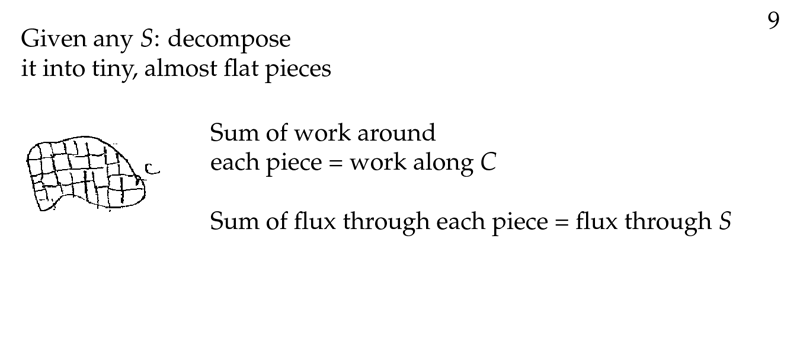 9
Given any S: decompose
it into tiny, almost flat pieces
Sum of work around
each piece = work along C
C
Sum of flux through each piece = flux through S